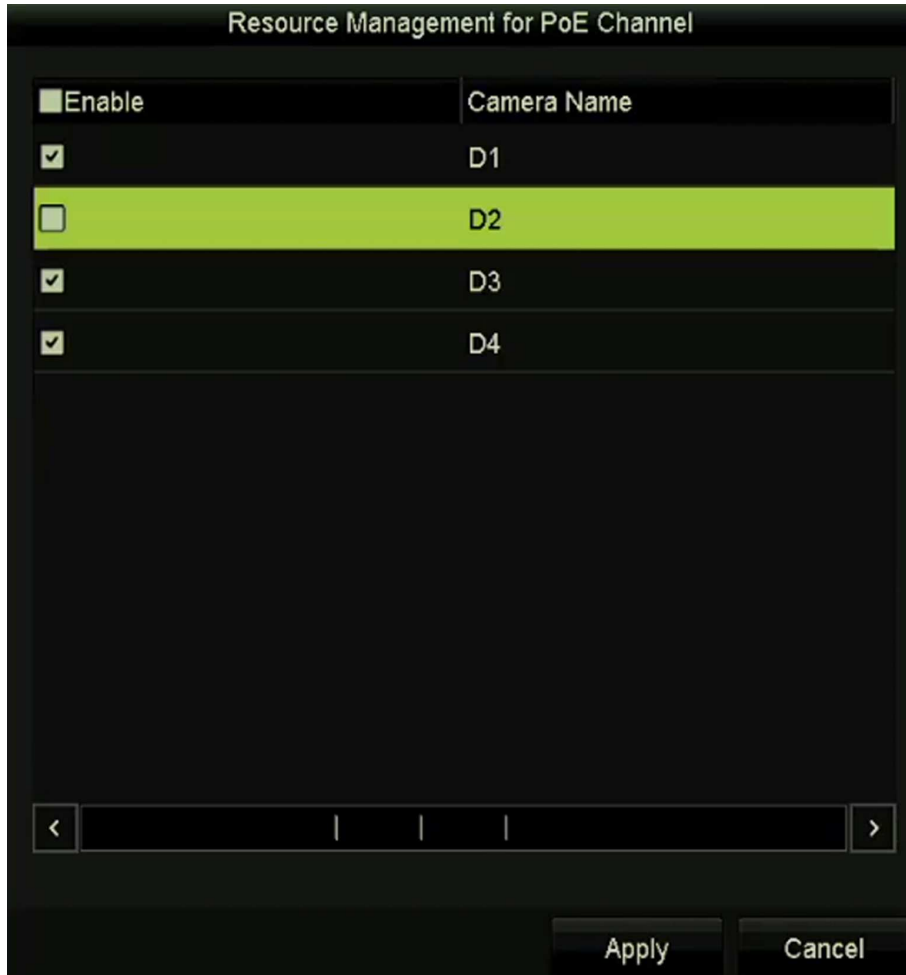 Resource Management for PoE Channel
Enable Camera Name
D1
D2
D3
D4
Apply Cancel